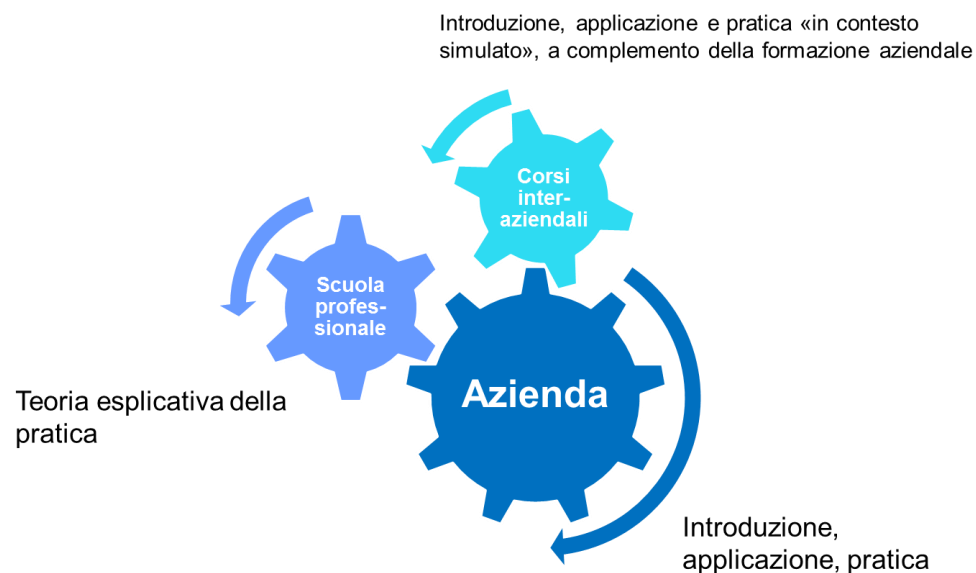 Introduzione, applicazione e pratica «in contesto
simulato», a complemento della formazione aziendale
Corsi
inter-
aziendali
Scuola
profes-
sionale
Azienda
Teoria esplicativa della
pratica
Introduzione,
applicazione, pratica